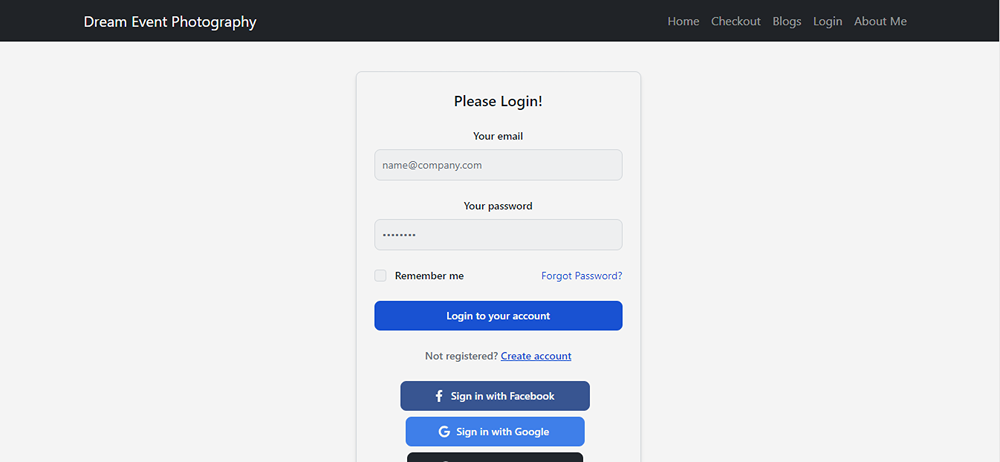 Dream Event Photography
Home Checkout Blogs Login About Me
Please Login!
Your email
name@company.com
Your password
••••••••
Remember me Forgot Password?
Login to your account
Not registered? Create account
Sign in with Facebook
Sign in with Google